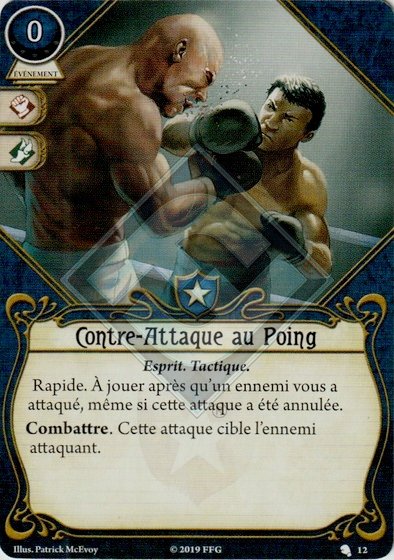 0
ÉVÉNEMENT
Contre-Attaque au Poing
Esprit. Tactique.
Rapide. À jouer après qu'un ennemi vous a
attaqué, même si cette attaque a été annulée.
Combattre. Cette attaque cible l'ennemi
attaquant.
Illus. Patrick McEvoy © 2019 FFG 12